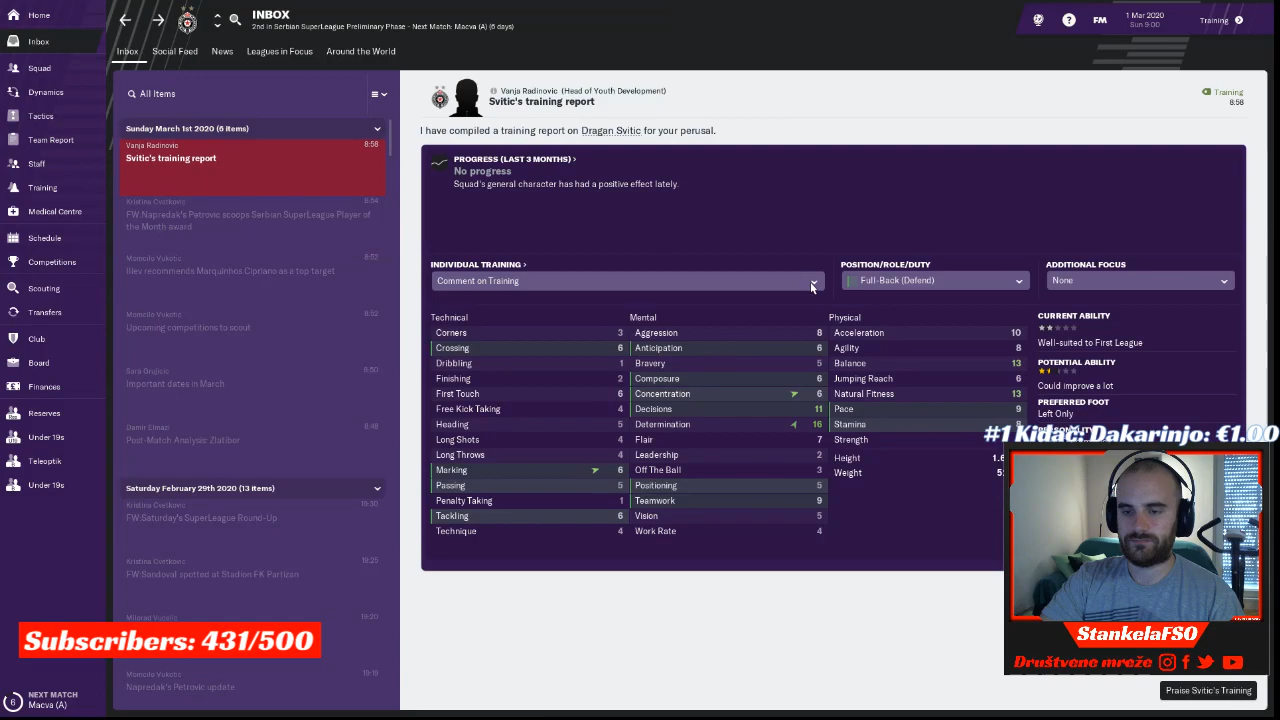 Home
Inbox
Squad
Dynamics
Tactics
Team Report
Staff
Training
Medical Centre
Schedule
Competitions
Scouting
Transfers
Club
Board
Finances
Reserves
Under 19s
Teleoptik
Under 19s
6
NEXT MATCH
Macva (A)
INBOX
2nd in Serbian SuperLeague Preliminary Phase - Next Match: Macva (A) (6 days)
?
FM
1 Mar 2020
Sun 9:00
Training
Inbox
Social Feed
News
Leagues in Focus
Around the World
All Items
Sunday March 1st 2020 (6 items)
Vanja Radinovic
8:58
Svitic's training report
Kristina Cvetkovic
8:54
FW:Napredak's Petrovic scoops Serbian SuperLeague Player of
the Month award
Momcilo Vukotic
8:52
Iliev recommends Marquinhos Cipriano as a top target
Momcilo Vukotic
8:52
Upcoming competitions to scout
Sara Grujicic
8:50
Important dates in March
Damir Elmazi
8:48
Post-Match Analysis: Zlatibor
Saturday February 29th 2020 (13 items)
Kristina Cvetkovic
19:30
FW:Saturday's SuperLeague Round-Up
Kristina Cvetkovic
19:25
FW:Sandoval spotted at Stadion FK Partizan
19:20
Momcilo Vukotic
19:15
Napredak's Petrovic update
Vanja Radinovic (Head of Youth Development)
Svitic's training report
Training
8:58
I have compiled a training report on Dragan Svitic for your perusal.
PROGRESS (LAST 3 MONTHS) >
No progress
Squad's general character has had a positive effect lately.
INDIVIDUAL TRAINING >
Comment on Training
POSITION/ROLE/DUTY
Full-Back (Defend)
ADDITIONAL FOCUS
None
Technical
Corners 3
Crossing 6
Dribbling 1
Finishing 2
First Touch 6
Free Kick Taking 4
Heading 5
Long Shots 4
Long Throws 4
Marking 6
Passing 5
Penalty Taking 1
Tackling 6
Technique 4
Mental
Aggression 8
Anticipation 6
Bravery 5
Composure 6
Concentration 6
Decisions 11
Determination 16
Flair 7
Leadership 2
Off The Ball 3
Positioning 5
Teamwork 9
Vision 5
Work Rate 4
Physical
Acceleration 10
Agility 8
Balance 13
Jumping Reach 6
Natural Fitness 13
Pace 9
Stamina
Strength
Height
Weight
CURRENT ABILITY
Well-suited to First League
POTENTIAL ABILITY
Could improve a lot
PREFERRED FOOT
Left Only
#1 Kidac: Dakarinjo: €1.00
StankelaFSO
Društvene mreže
Subscribers: 431/500
Praise Svitic's Training